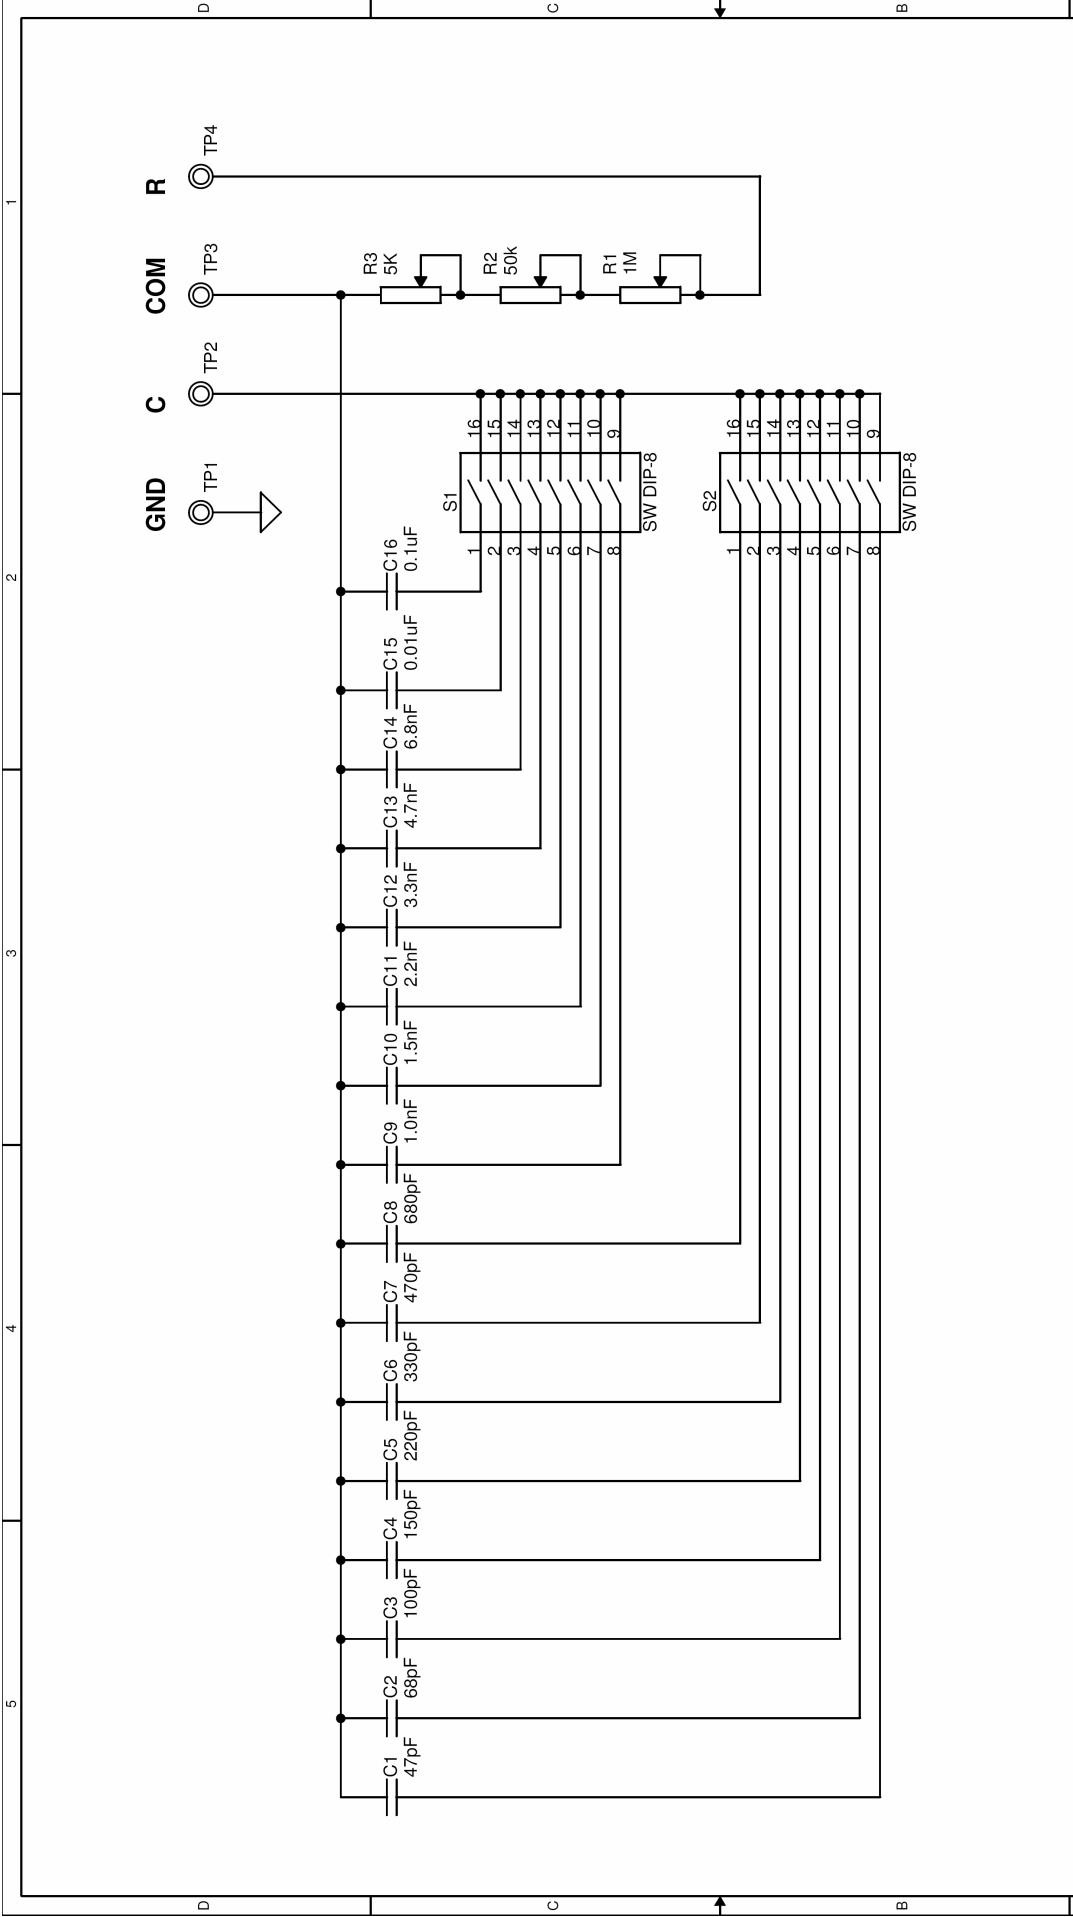 D
C
B
1
2
3
4
5
R
TP4
COM
TP3
C
TP2
GND
TP1
R3
5K
R2
50k
R1
1M
S1
16
15
14
13
12
11
10
9
1
2
3
4
5
6
7
8
SW DIP-8
S2
16
15
14
13
12
11
10
9
1
2
3
4
5
6
7
8
SW DIP-8
C16
0.1uF
C15
0.01uF
C14
6.8nF
C13
4.7nF
C12
3.3nF
C11
2.2nF
C10
1.5nF
C9
1.0nF
C8
680pF
C7
470pF
C6
330pF
C5
220pF
C4
150pF
C3
100pF
C2
68pF
C1
47pF
D
C
B